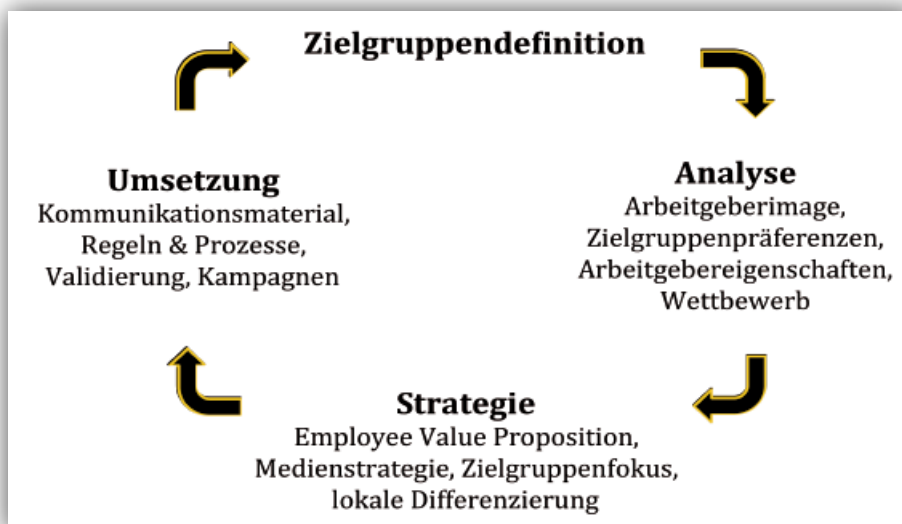 Zielgruppendefinition
Analyse
Arbeitgeberimage,
Zielgruppenpräferenzen,
Arbeitgebereigenschaften,
Wettbewerb
Strategie
Employee Value Proposition,
Medienstrategie, Zielgruppenfokus,
lokale Differenzierung
Umsetzung
Kommunikationsmaterial,
Regeln & Prozesse,
Validierung, Kampagnen